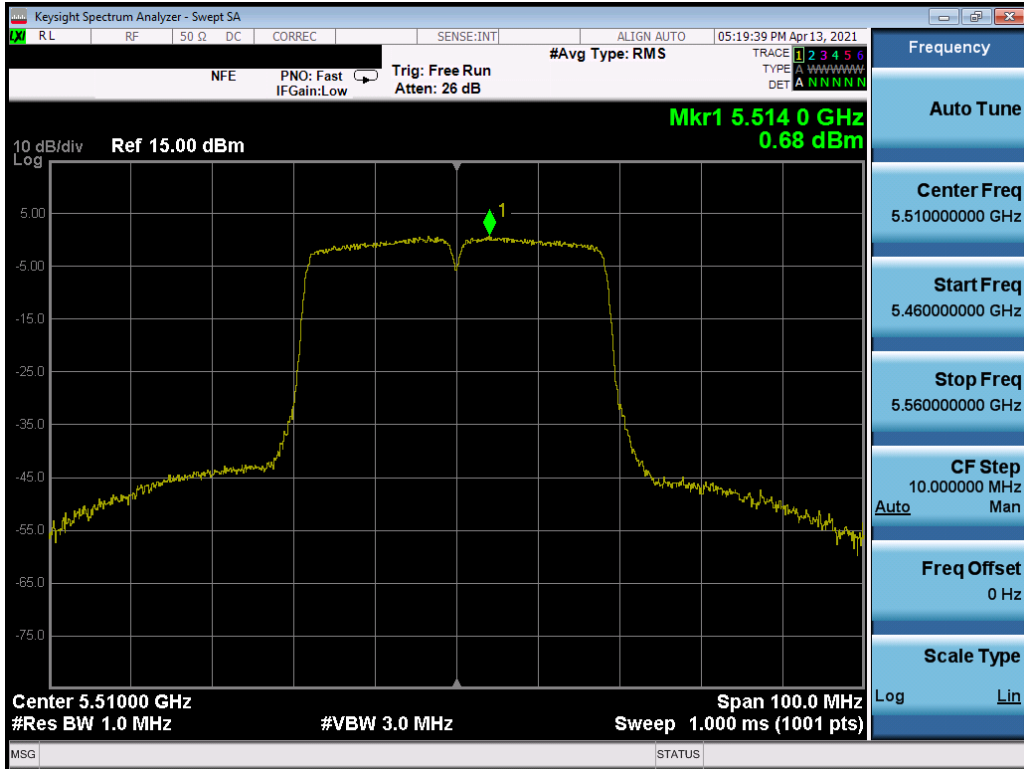 Keysight Spectrum Analyzer - Swept SA
LXI RL RF 50 Ω DC CORREC SENSE:INT ALIGN AUTO 05:19:39 PM Apr 13, 2021
NFE PNO: Fast IFGain:Low
Trig: Free Run
Atten: 26 dB
#Avg Type: RMS
TRACE 1 2 3 4 5 6
TYPE A WWWWW
DET A N N N N N
Mkr1 5.514 0 GHz
0.68 dBm
10 dB/div Ref 15.00 dBm
Log
5.00
-5.00
-15.0
-25.0
-35.0
-45.0
-55.0
-65.0
-75.0
1
Center 5.51000 GHz Span 100.0 MHz
#Res BW 1.0 MHz #VBW 3.0 MHz Sweep 1.000 ms (1001 pts)
MSG STATUS
Frequency
Auto Tune
Center Freq
5.510000000 GHz
Start Freq
5.460000000 GHz
Stop Freq
5.560000000 GHz
CF Step
10.000000 MHz
Auto Man
Freq Offset
0 Hz
Scale Type
Log Lin